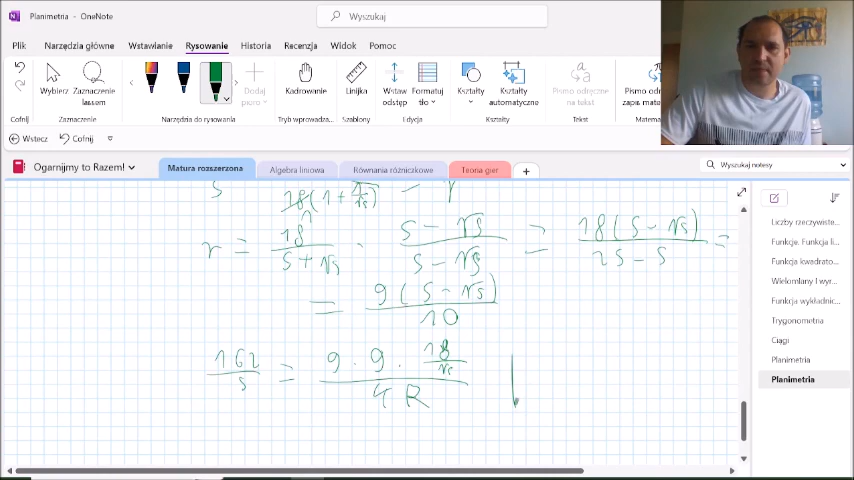 Planimetria - OneNote
Wyszukaj
Plik Narzędzia główne Wstawianie Rysowanie Historia Recenzja Widok Pomoc
Wybierz Zaznaczenie lassem Dodaj pióro Kadrowanie Linijka Wstaw odstęp Formatuj tło Kształty Kształty automatyczne Pismo odręczne na tekst Pismo zapis mate
Cofnij Zaznaczenie Narzędzia do rysowania Tryb wprowadza... Szablony Edycja Kształty Tekst Matema
Wstecz Cofnij
Ogarnijmy to Razem! Matura rozszerzona Algebra liniowa Równania różniczkowe Teoria gier + Wyszukaj notesy
Liczby rzeczywiste...
Funkcje. Funkcja li...
Funkcja kwadrato...
Wielomiany i wyr...
Funkcja wykładnic...
Trygonometria
Ciągi
Planimetria
Planimetria
r = 18/(5+√5) · (5-√5)/(5-√5) = 18(5-√5)/(25-5) =
= 9(5-√5)/10
162/5 = (9·9·18/√5)/(4R) |